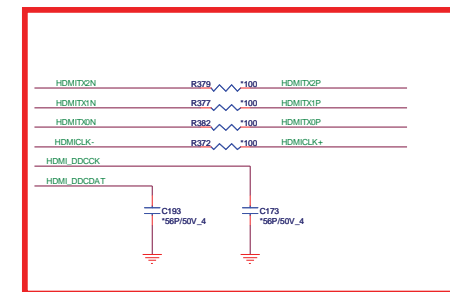 HDMITX2N R379 *100 HDMITX2P
HDMITX1N R377 *100 HDMITX1P
HDMITX0N R382 *100 HDMITX0P
HDMICLK- R372 *100 HDMICLK+
HDMI_DDCCK
HDMI_DDCDAT
C193 C173
*56P/50V_4 *56P/50V_4